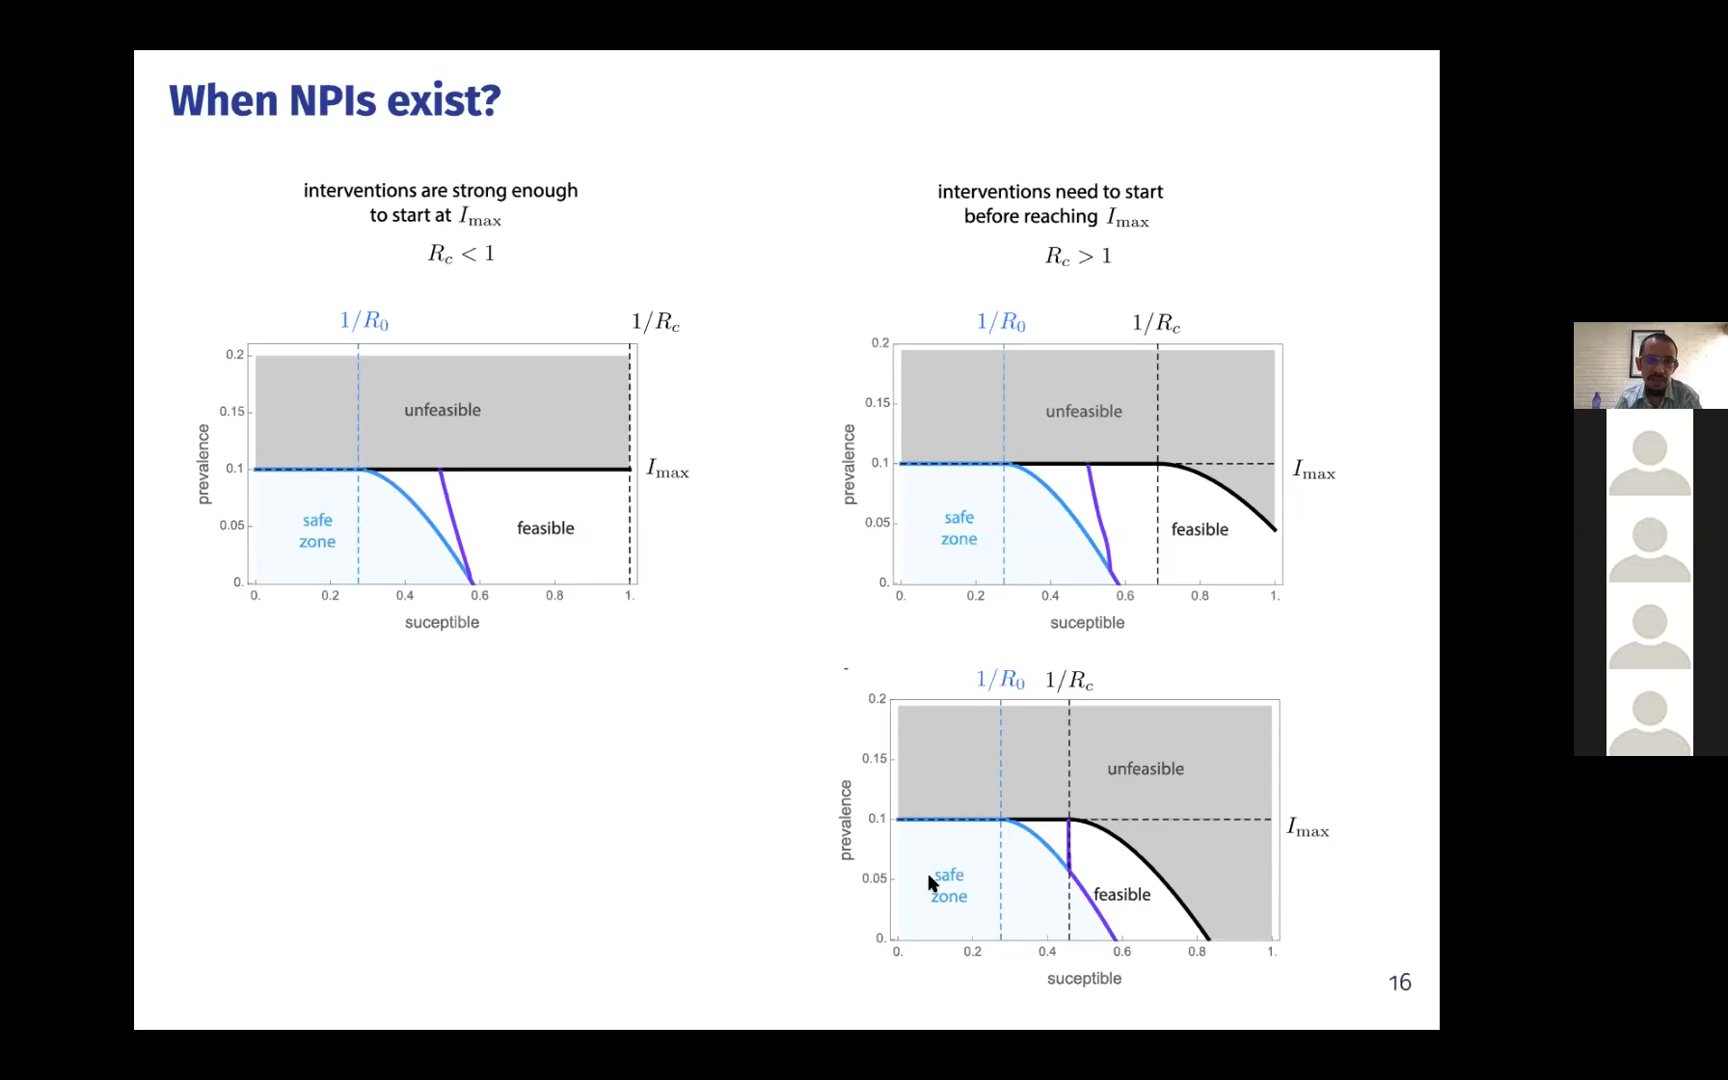 When NPIs exist?
interventions are strong enough
to start at I_max
R_c < 1
1/R_0
1/R_c
0.2
0.15
0.1
0.05
0.
prevalence
unfeasible
I_max
safe
zone
feasible
0. 0.2 0.4 0.6 0.8 1.
suceptible
interventions need to start
before reaching I_max
R_c > 1
1/R_0
1/R_c
0.2
0.15
0.1
0.05
0.
prevalence
unfeasible
I_max
safe
zone
feasible
0. 0.2 0.4 0.6 0.8 1.
suceptible
1/R_0
1/R_c
0.2
0.15
0.1
0.05
0.
prevalence
unfeasible
I_max
safe
zone
feasible
0. 0.2 0.4 0.6 0.8 1.
suceptible
16